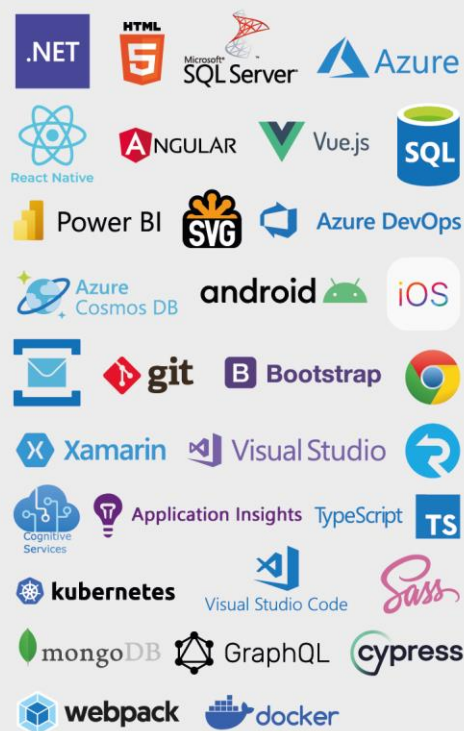 .NET
HTML
5
Microsoft®
SQL Server
Azure
React Native
ANGULAR
Vue.js
SQL
Power BI
SVG
Azure DevOps
Azure
Cosmos DB
android
iOS
git
B Bootstrap
Xamarin
Visual Studio
Cognitive
Services
Application Insights
TypeScript
TS
kubernetes
Visual Studio Code
Sass
mongoDB
GraphQL
cypress
webpack
docker